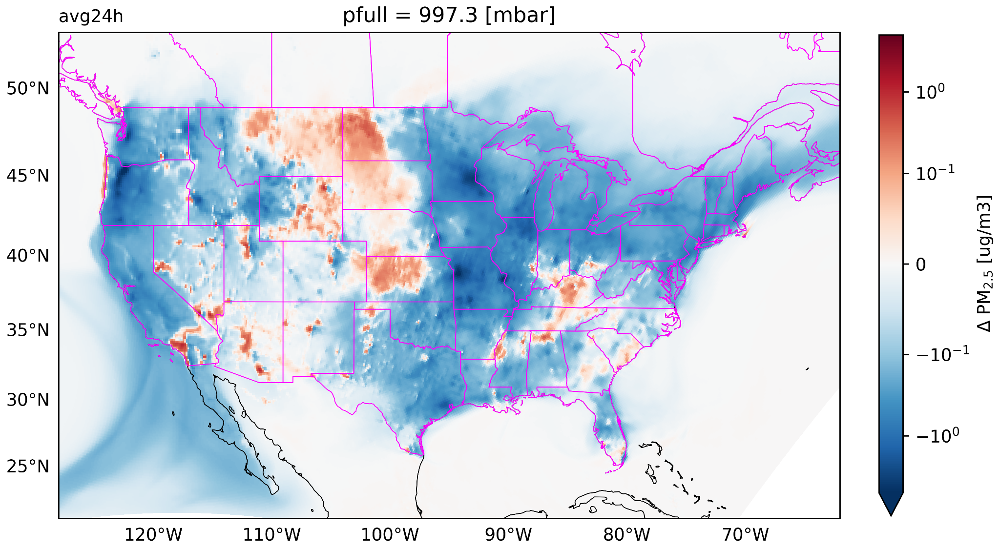 avg24h
pfull = 997.3 [mbar]
50°N
45°N
40°N
35°N
30°N
25°N
120°W 110°W 100°W 90°W 80°W 70°W
10⁰
10⁻¹
0
−10⁻¹
−10⁰
Δ PM₂.₅ [ug/m3]